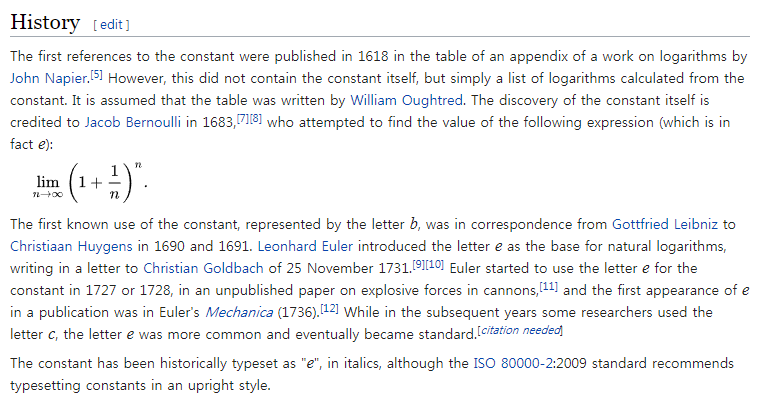 History [ edit ]
The first references to the constant were published in 1618 in the table of an appendix of a work on logarithms by
John Napier.[5] However, this did not contain the constant itself, but simply a list of logarithms calculated from the
constant. It is assumed that the table was written by William Oughtred. The discovery of the constant itself is
credited to Jacob Bernoulli in 1683,[7][8] who attempted to find the value of the following expression (which is in
fact e):
lim n→∞ (1 + 1/n)^n.
The first known use of the constant, represented by the letter b, was in correspondence from Gottfried Leibniz to
Christiaan Huygens in 1690 and 1691. Leonhard Euler introduced the letter e as the base for natural logarithms,
writing in a letter to Christian Goldbach of 25 November 1731.[9][10] Euler started to use the letter e for the
constant in 1727 or 1728, in an unpublished paper on explosive forces in cannons,[11] and the first appearance of e
in a publication was in Euler's Mechanica (1736).[12] While in the subsequent years some researchers used the
letter c, the letter e was more common and eventually became standard.[citation needed]
The constant has been historically typeset as "e", in italics, although the ISO 80000-2:2009 standard recommends
typesetting constants in an upright style.